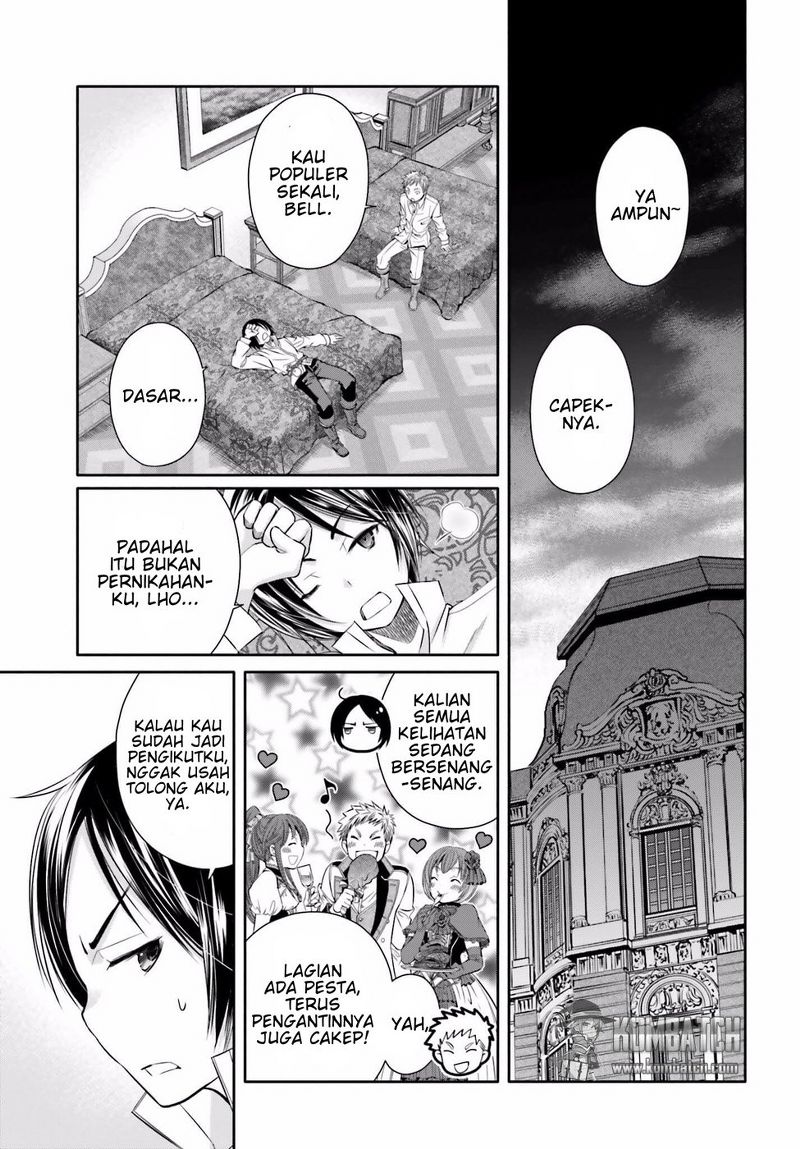 YA
AMPUN~
CAPEK-
NYA.
KAU
POPULER
SEKALI,
BELL.
DASAR...
PADAHAL
ITU BUKAN
PERNIKAHAN-
KU, LHO...
KALIAN
SEMUA
KELIHATAN
SEDANG
BERSENANG
-SENANG.
YAH,
LAGIAN
ADA PESTA,
TERUS
PENGANTINNYA
JUGA CAKEP!
KALAU KAU
SUDAH JADI
PENGIKUTKU,
NGGAK USAH
TOLONG AKU,
YA.
KOMBATCH
www.kombatch.com